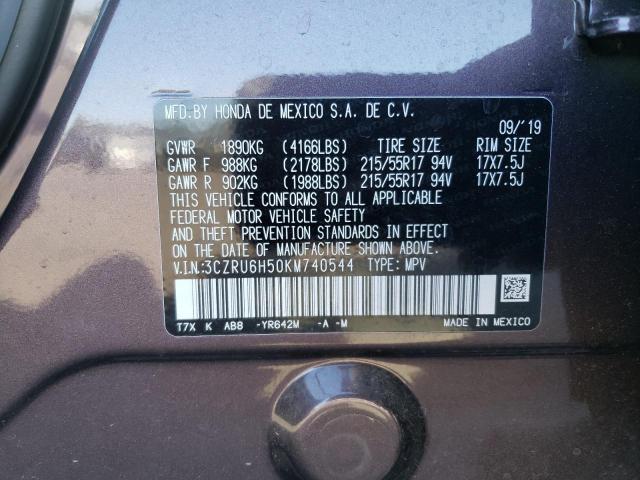 MFD.BY HONDA DE MEXICO S.A. DE C.V.
09/'19
GVWR 1890KG (4166LBS) TIRE SIZE RIM SIZE
GAWR F 988KG (2178LBS) 215/55R17 94V 17X7.5J
GAWR R 902KG (1988LBS) 215/55R17 94V 17X7.5J
THIS VEHICLE CONFORMS TO ALL APPLICABLE
FEDERAL MOTOR VEHICLE SAFETY
AND THEFT PREVENTION STANDARDS IN EFFECT
ON THE DATE OF MANUFACTURE SHOWN ABOVE.
V.I.N:3CZRU6H50KM740544 TYPE: MPV
T7X K AB8 -YR642M -A -M MADE IN MEXICO